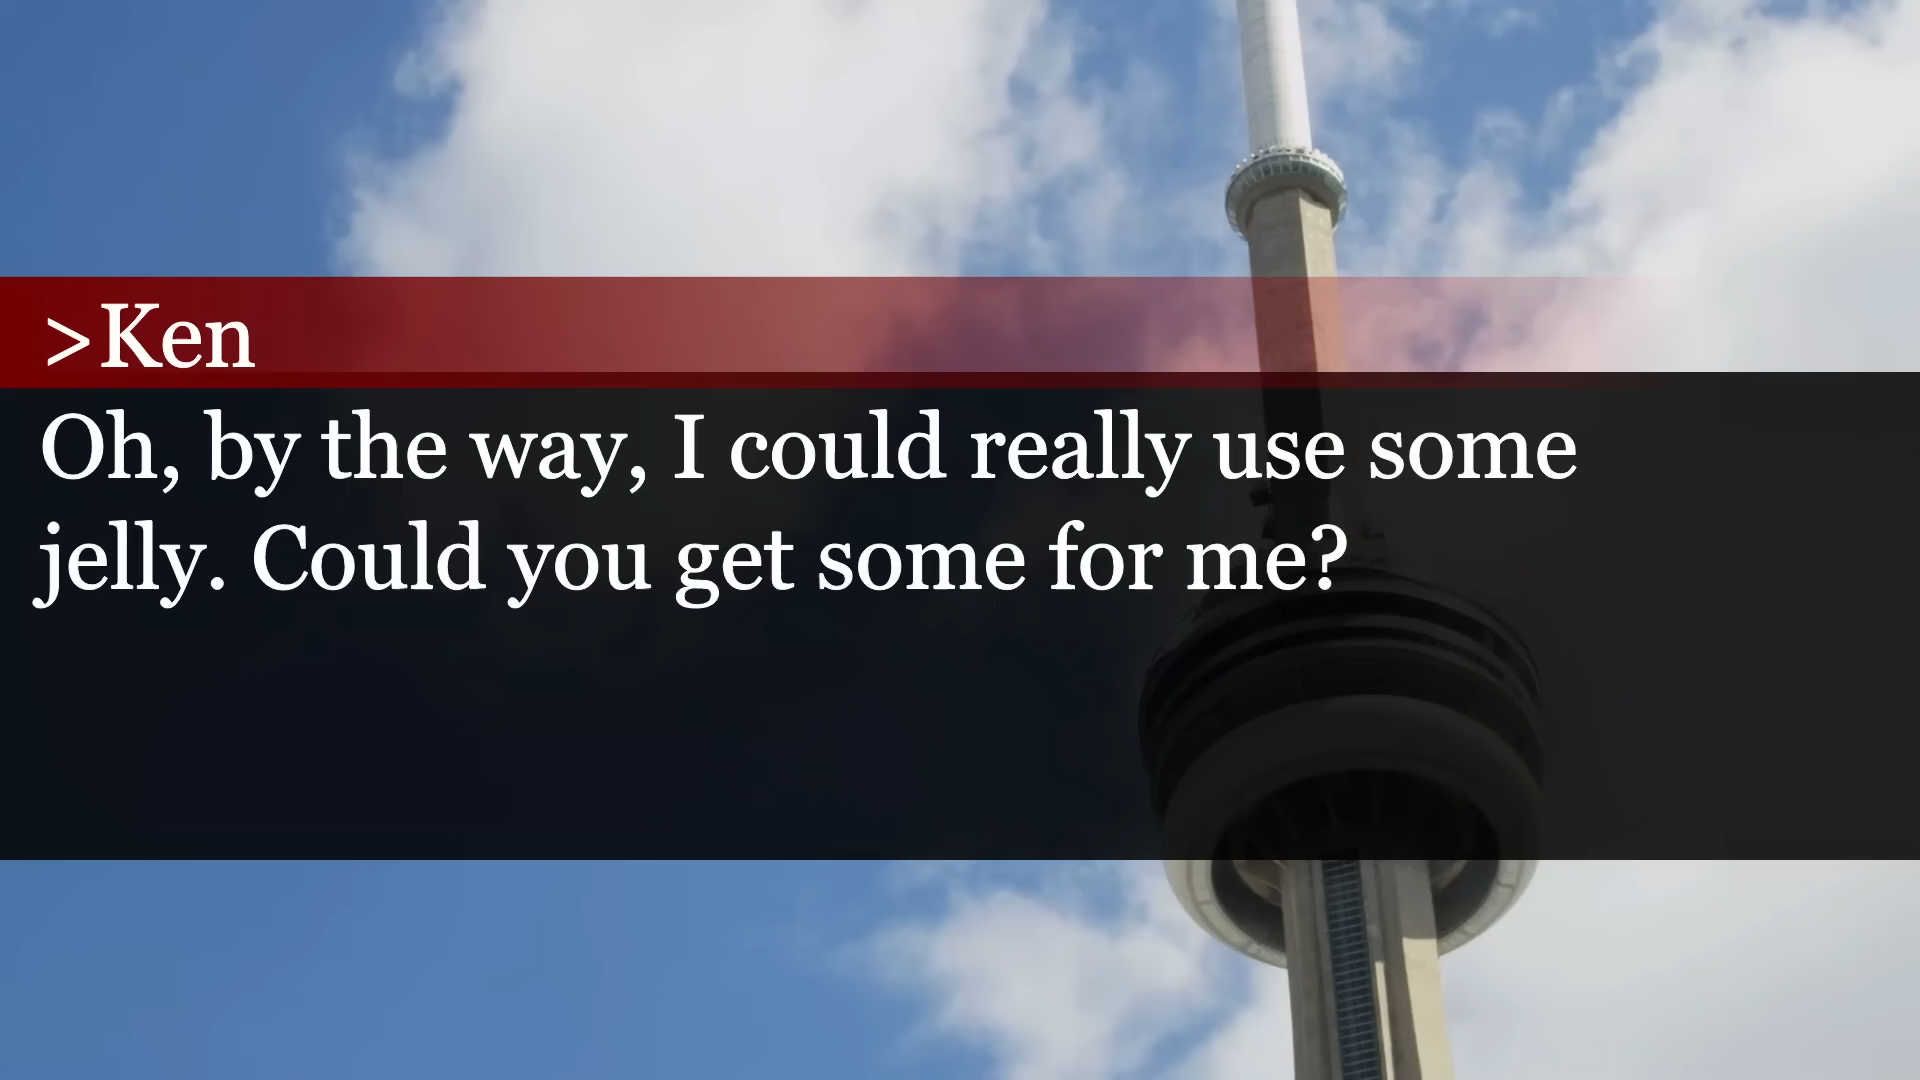 >Ken
Oh, by the way, I could really use some
jelly. Could you get some for me?